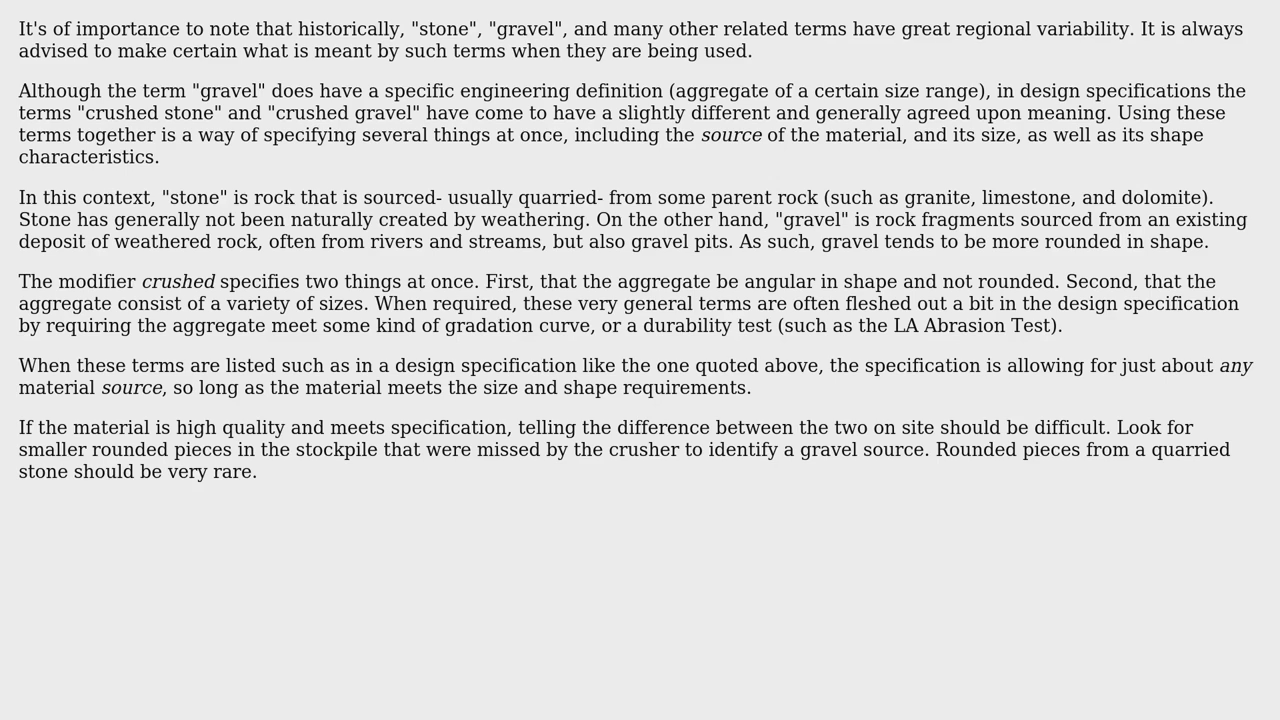 It's of importance to note that historically, "stone", "gravel", and many other related terms have great regional variability. It is always
advised to make certain what is meant by such terms when they are being used.
Although the term "gravel" does have a specific engineering definition (aggregate of a certain size range), in design specifications the
terms "crushed stone" and "crushed gravel" have come to have a slightly different and generally agreed upon meaning. Using these
terms together is a way of specifying several things at once, including the source of the material, and its size, as well as its shape
characteristics.
In this context, "stone" is rock that is sourced- usually quarried- from some parent rock (such as granite, limestone, and dolomite).
Stone has generally not been naturally created by weathering. On the other hand, "gravel" is rock fragments sourced from an existing
deposit of weathered rock, often from rivers and streams, but also gravel pits. As such, gravel tends to be more rounded in shape.
The modifier crushed specifies two things at once. First, that the aggregate be angular in shape and not rounded. Second, that the
aggregate consist of a variety of sizes. When required, these very general terms are often fleshed out a bit in the design specification
by requiring the aggregate meet some kind of gradation curve, or a durability test (such as the LA Abrasion Test).
When these terms are listed such as in a design specification like the one quoted above, the specification is allowing for just about any
material source, so long as the material meets the size and shape requirements.
If the material is high quality and meets specification, telling the difference between the two on site should be difficult. Look for
smaller rounded pieces in the stockpile that were missed by the crusher to identify a gravel source. Rounded pieces from a quarried
stone should be very rare.